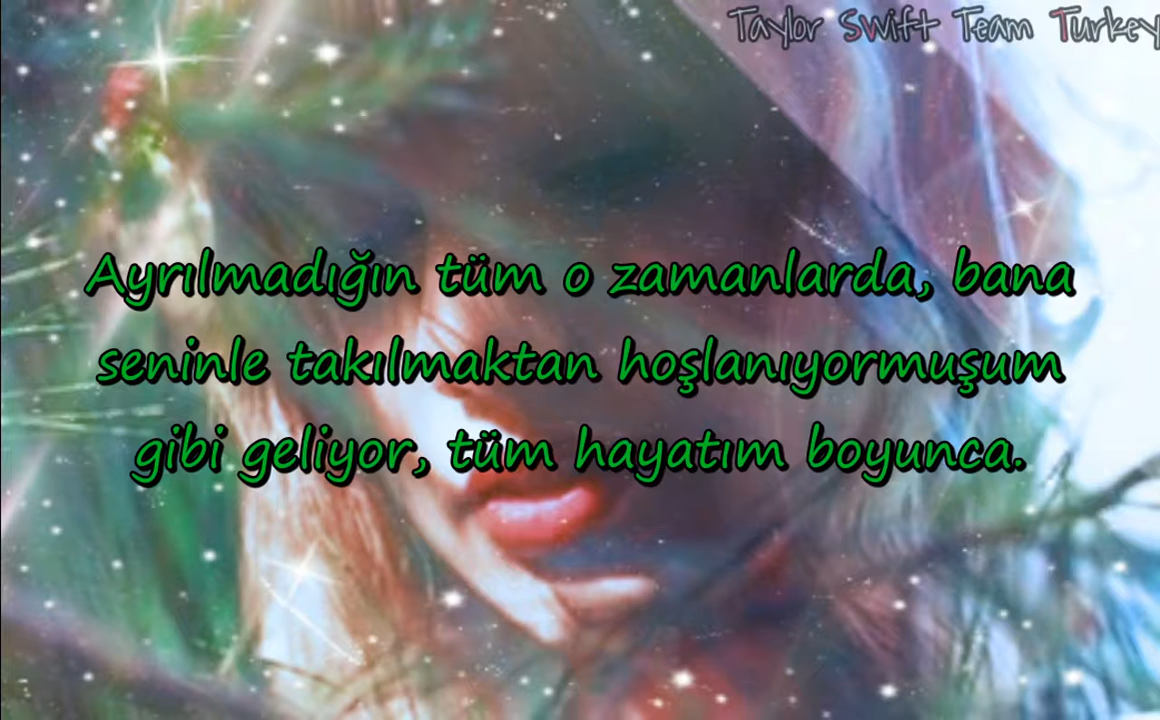 Taylor Swift Team Turkey
Ayrılmadığın tüm o zamanlarda, bana
seninle takılmaktan hoşlanıyormuşum
gibi geliyor, tüm hayatım boyunca.